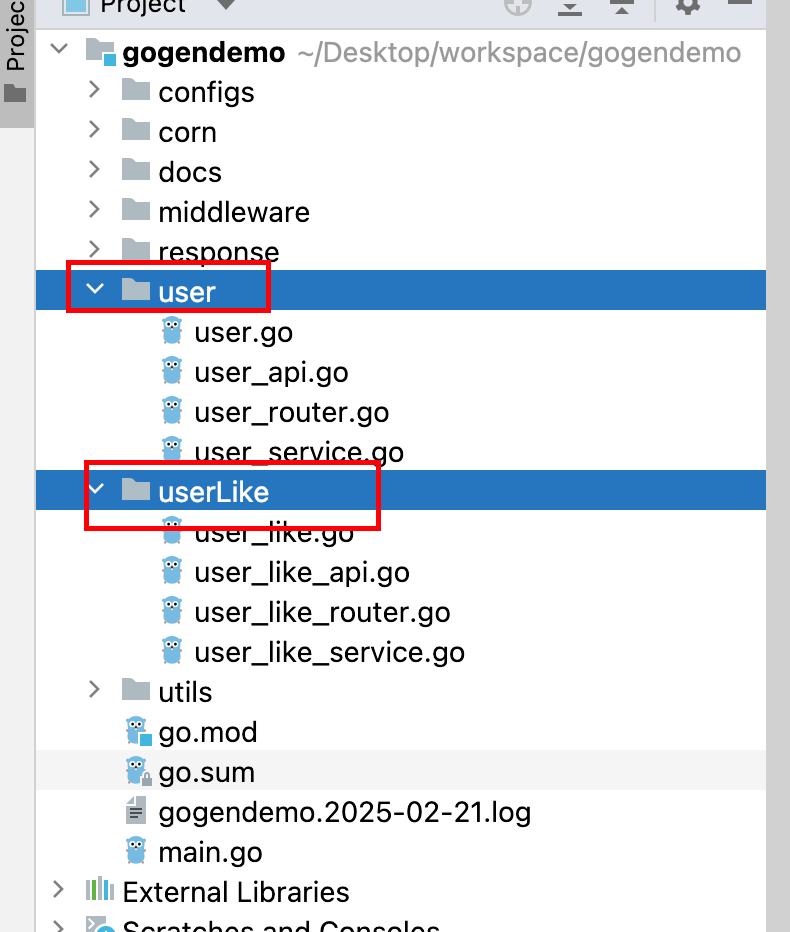 Project
Project
gogendemo ~/Desktop/workspace/gogendemo
configs
corn
docs
middleware
response
user
user.go
user_api.go
user_router.go
user_service.go
userLike
user_like.go
user_like_api.go
user_like_router.go
user_like_service.go
utils
go.mod
go.sum
gogendemo.2025-02-21.log
main.go
External Libraries
Scratches and Consoles